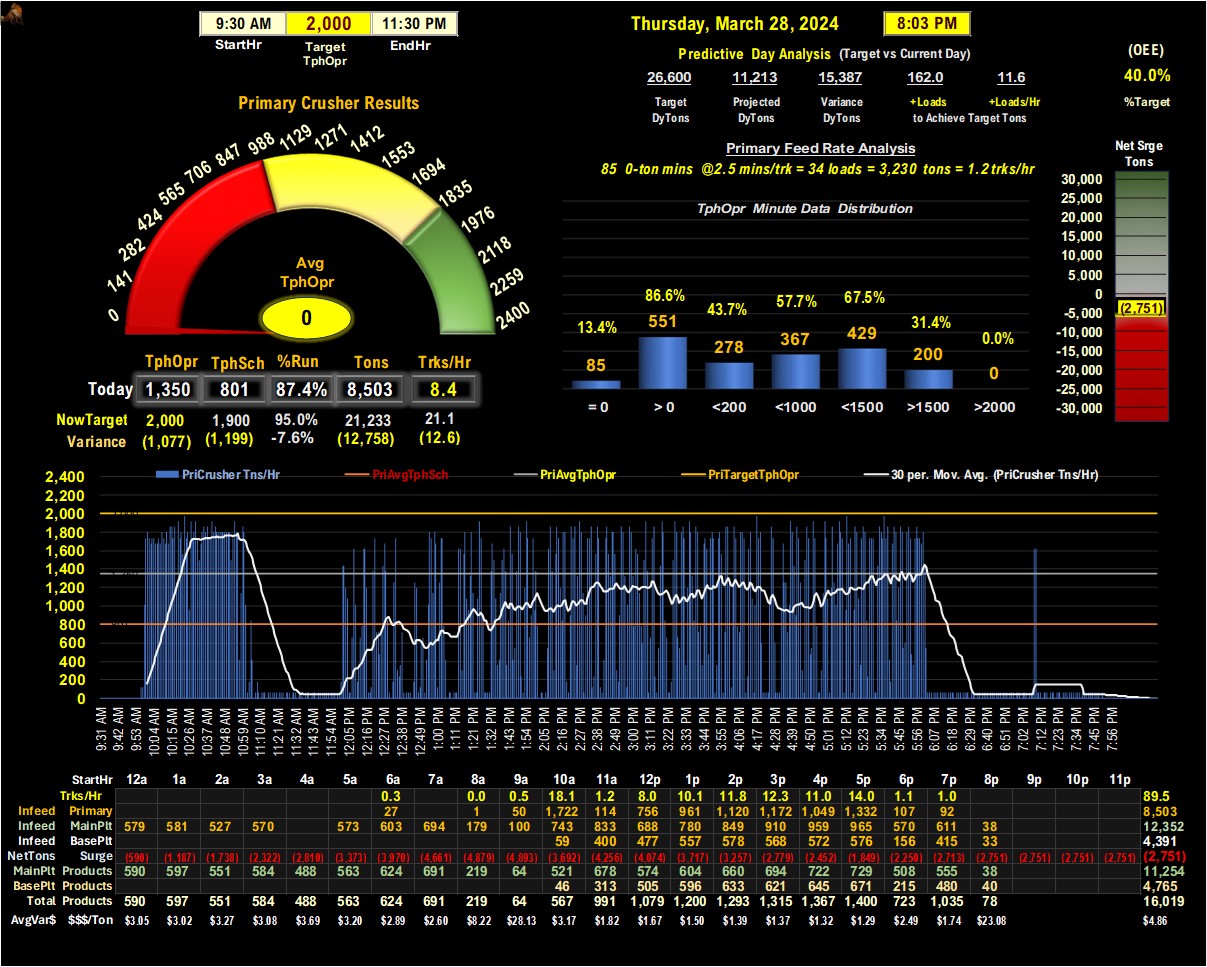 9:30 AM 2,000 11:30 PM
StartHr Target TphOpr EndHr
Thursday, March 28, 2024 8:03 PM
Predictive Day Analysis (Target vs Current Day)
26,600 11,213 15,387 162.0 11.6
Target DyTons Projected DyTons Variance DyTons +Loads +Loads/Hr to Achieve Target Tons
(OEE)
40.0%
%Target
Primary Crusher Results
0 141 282 424 565 706 847 988 1129 1271 1412 1553 1694 1835 1976 2118 2259 2400
Avg
TphOpr
0
TphOpr TphSch %Run Tons Trks/Hr
Today 1,350 801 87.4% 8,503 8.4
NowTarget 2,000 1,900 95.0% 21,233 21.1
Variance (1,077) (1,199) -7.6% (12,758) (12.6)
Primary Feed Rate Analysis
85 0-ton mins @2.5 mins/trk = 34 loads = 3,230 tons = 1.2trks/hr
TphOpr Minute Data Distribution
13.4% 86.6% 43.7% 57.7% 67.5% 31.4% 0.0%
85 551 278 367 429 200 0
= 0 > 0 <200 <1000 <1500 >1500 >2000
Net Srge
Tons
30,000
25,000
20,000
15,000
10,000
5,000
0
(2,751)
-5,000
-10,000
-15,000
-20,000
-25,000
-30,000
PriCrusher Tns/Hr PriAvgTphSch PriAvgTphOpr PriTargetTphOpr 30 per. Mov. Avg. (PriCrusher Tns/Hr)
2,400
2,200
2,000
1,800
1,600
1,400
1,200
1,000
800
600
400
200
0
9:31 AM 9:42 AM 9:53 AM 10:04 AM 10:15 AM 10:26 AM 10:37 AM 10:48 AM 10:59 AM 11:10 AM 11:21 AM 11:32 AM 11:43 AM 11:54 AM 12:05 PM 12:16 PM 12:27 PM 12:38 PM 12:49 PM 1:00 PM 1:11 PM 1:21 PM 1:32 PM 1:43 PM 1:54 PM 2:05 PM 2:16 PM 2:27 PM 2:38 PM 2:49 PM 3:00 PM 3:11 PM 3:22 PM 3:33 PM 3:44 PM 3:55 PM 4:06 PM 4:17 PM 4:28 PM 4:39 PM 4:50 PM 5:01 PM 5:12 PM 5:23 PM 5:34 PM 5:45 PM 5:56 PM 6:07 PM 6:18 PM 6:29 PM 6:40 PM 6:51 PM 7:02 PM 7:12 PM 7:23 PM 7:34 PM 7:45 PM 7:56 PM
StartHr 12a 1a 2a 3a 4a 5a 6a 7a 8a 9a 10a 11a 12p 1p 2p 3p 4p 5p 6p 7p 8p 9p 10p 11p
Trks/Hr 0.3 0.0 0.5 18.1 1.2 8.0 10.1 11.8 12.3 11.0 14.0 1.1 1.0 89.5
Infeed Primary 27 1 50 1,722 114 756 961 1,120 1,172 1,049 1,332 107 92 8,503
Infeed MainPlt 579 581 527 570 573 603 694 179 100 743 833 688 780 849 910 959 965 570 611 38 12,352
Infeed BasePlt 59 400 477 557 578 568 572 576 156 415 33 4,391
NetTons Surge (590) (1,187) (1,738) (2,322) (2,810) (3,373) (3,970) (4,661) (4,879) (4,893) (3,692) (4,256) (4,074) (3,717) (3,257) (2,779) (2,452) (1,849) (2,250) (2,713) (2,751) (2,751) (2,751) (2,751) (2,751)
MainPlt Products 590 597 551 584 488 563 624 691 219 64 521 678 574 604 660 694 722 729 508 555 38 11,254
BasePlt Products 46 313 505 596 633 621 645 671 215 480 40 4,765
Total Products 590 597 551 584 488 563 624 691 219 64 567 991 1,079 1,200 1,293 1,315 1,367 1,400 723 1,035 78 16,019
AvgVar$ $$$/Ton $3.05 $3.02 $3.27 $3.08 $3.69 $3.20 $2.89 $2.60 $8.22 $28.13 $3.17 $1.82 $1.67 $1.50 $1.39 $1.37 $1.32 $1.29 $2.49 $1.74 $23.08 $4.86